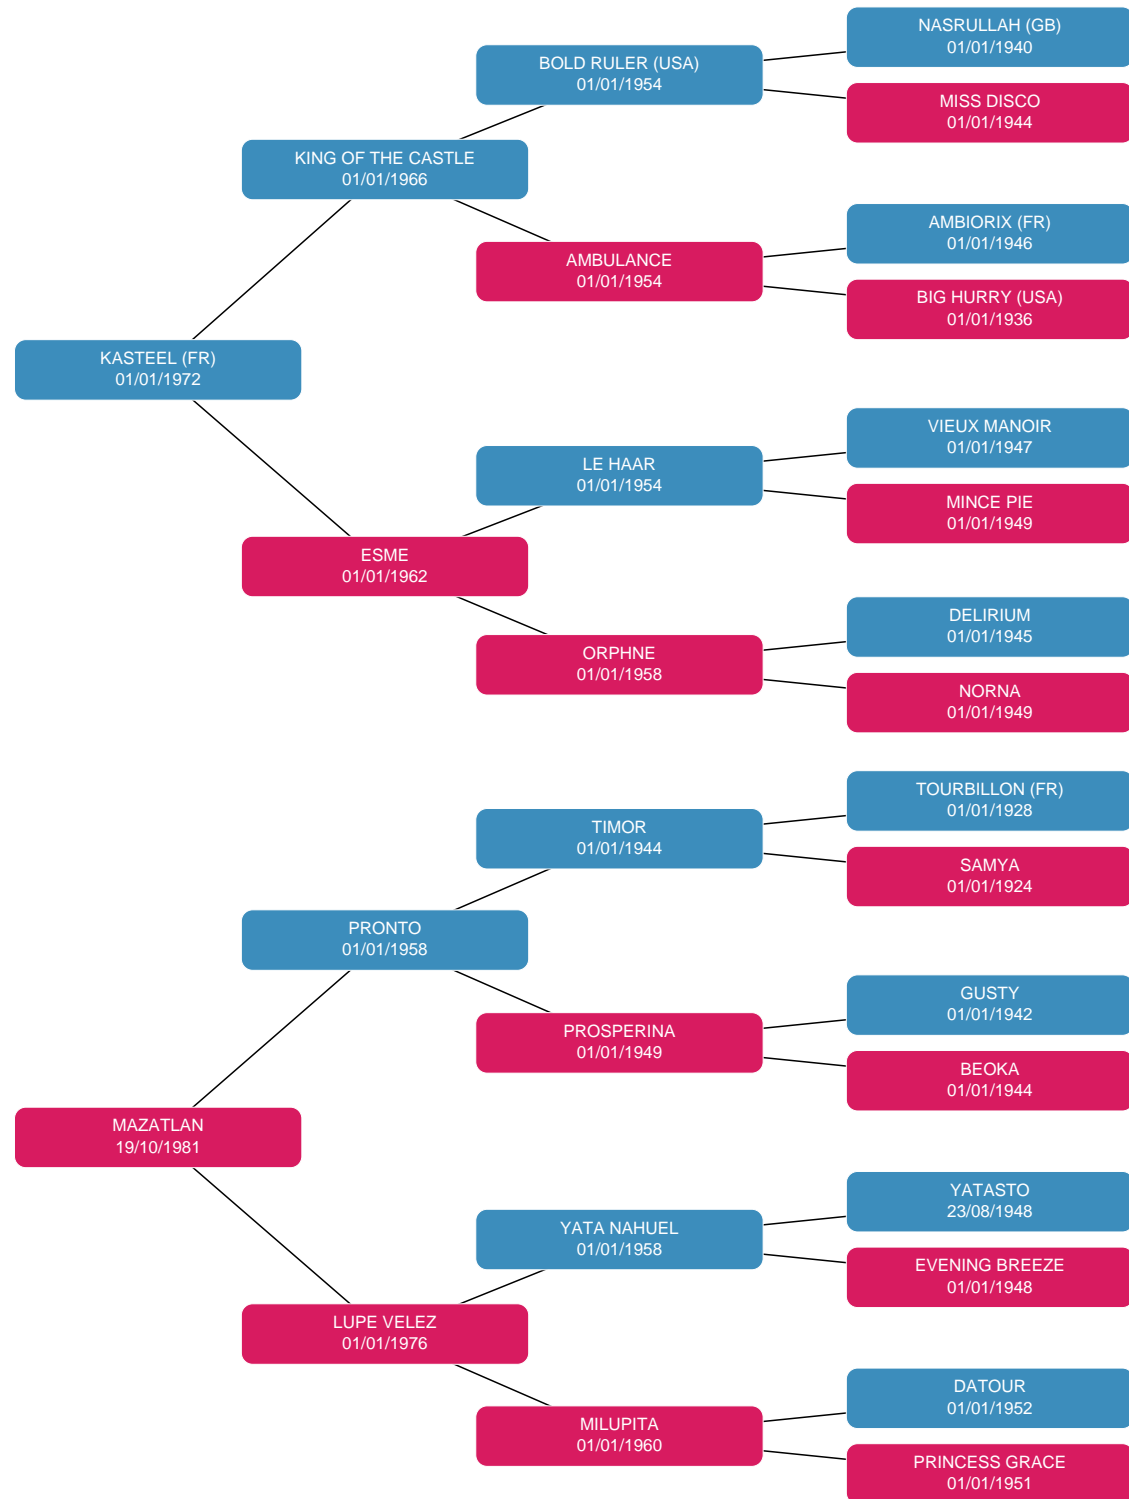 NASRULLAH (GB)
01/01/1940
BOLD RULER (USA)
01/01/1954
MISS DISCO
01/01/1944
KING OF THE CASTLE
01/01/1966
AMBIORIX (FR)
01/01/1946
AMBULANCE
01/01/1954
BIG HURRY (USA)
01/01/1936
KASTEEL (FR)
01/01/1972
VIEUX MANOIR
01/01/1947
LE HAAR
01/01/1954
MINCE PIE
01/01/1949
ESME
01/01/1962
DELIRIUM
01/01/1945
ORPHNE
01/01/1958
NORNA
01/01/1949
TOURBILLON (FR)
01/01/1928
TIMOR
01/01/1944
SAMYA
01/01/1924
PRONTO
01/01/1958
GUSTY
01/01/1942
PROSPERINA
01/01/1949
BEOKA
01/01/1944
MAZATLAN
19/10/1981
YATASTO
23/08/1948
YATA NAHUEL
01/01/1958
EVENING BREEZE
01/01/1948
LUPE VELEZ
01/01/1976
DATOUR
01/01/1952
MILUPITA
01/01/1960
PRINCESS GRACE
01/01/1951